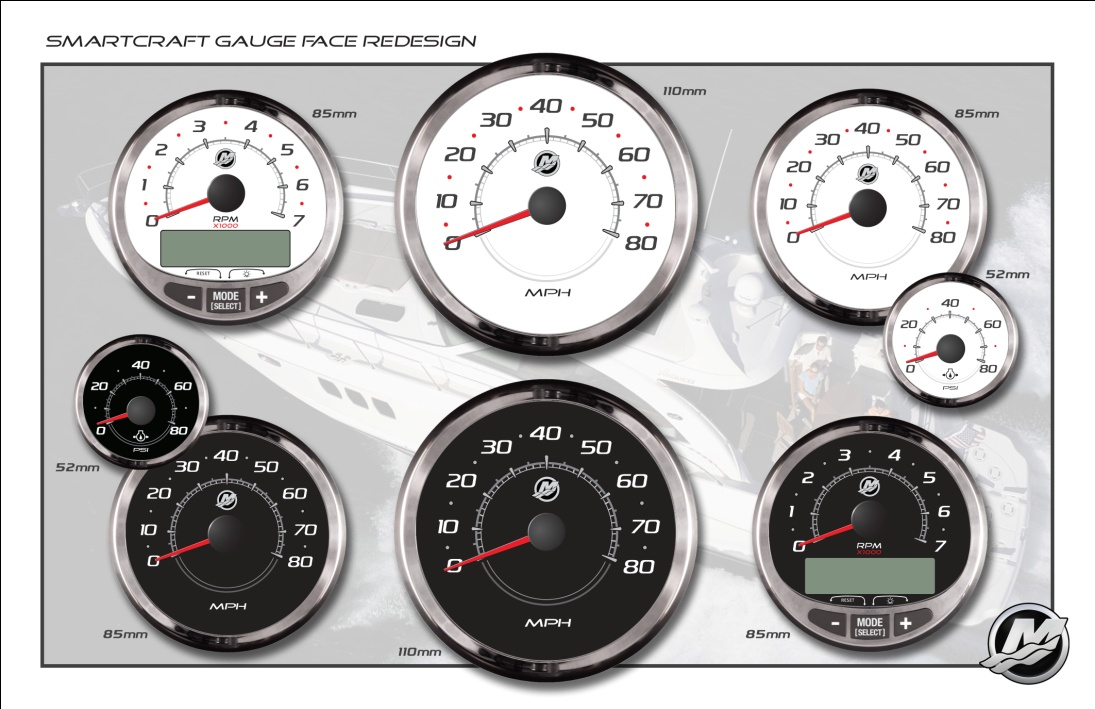 SMARTCRAFT GAUGE FACE REDESIGN
85mm
0 1 2 3 4 5 6 7
RPM
X1000
RESET
- MODE +
[SELECT]
110mm
0 10 20 30 40 50 60 70 80
MPH
85mm
0 10 20 30 40 50 60 70 80
MPH
52mm
0 20 40 60 80
PSI
0 20 40 60 80
PSI
52mm
0 10 20 30 40 50 60 70 80
MPH
85mm
0 10 20 30 40 50 60 70 80
MPH
110mm
0 1 2 3 4 5 6 7
RPM
X1000
RESET
- MODE +
[SELECT]
85mm